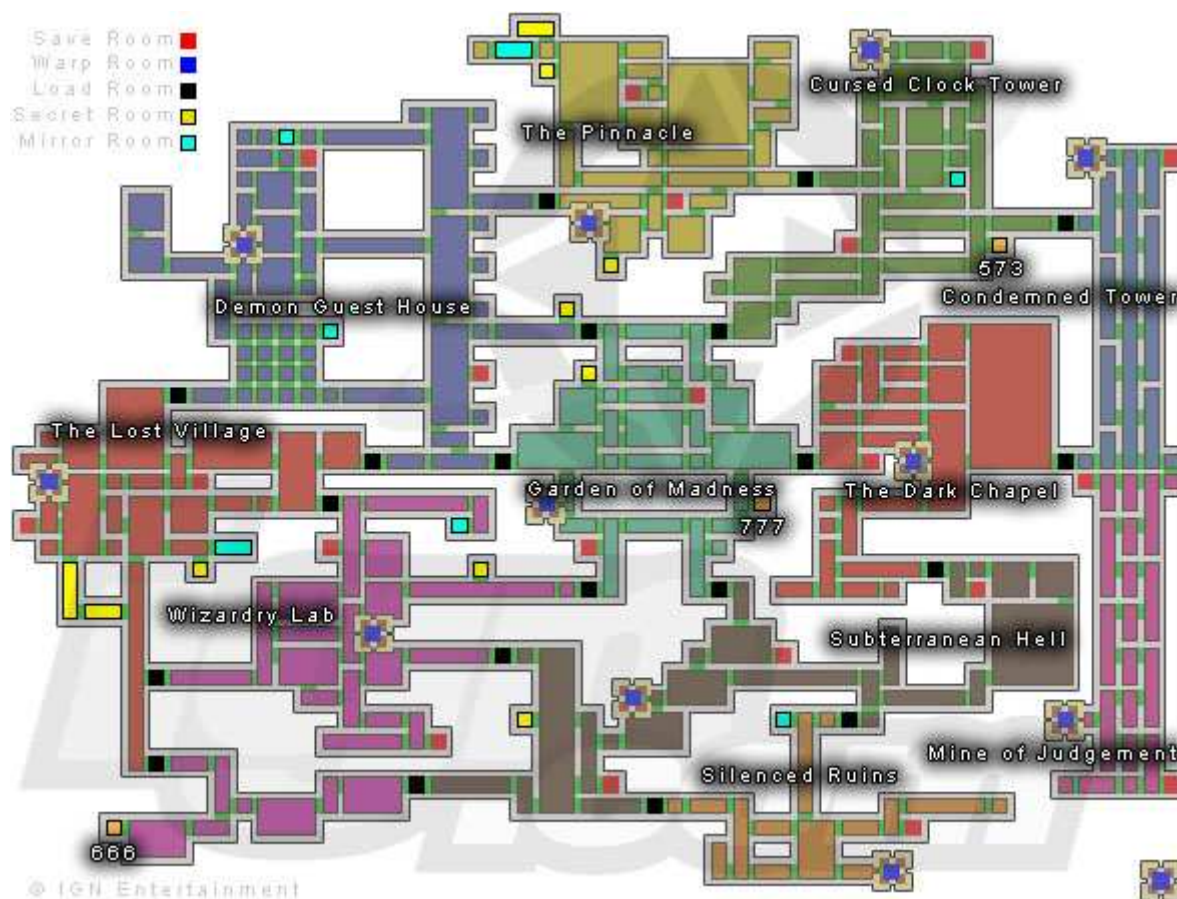 Save Room
Warp Room
Load Room
Secret Room
Mirror Room
Cursed Clock Tower
The Pinnacle
573
Condemned Tower
Demon Guest House
The Lost Village
Garden of Madness
The Dark Chapel
777
Wizardry Lab
Subterranean Hell
Mine of Judgement
Silenced Ruins
666
© IGN Entertainment